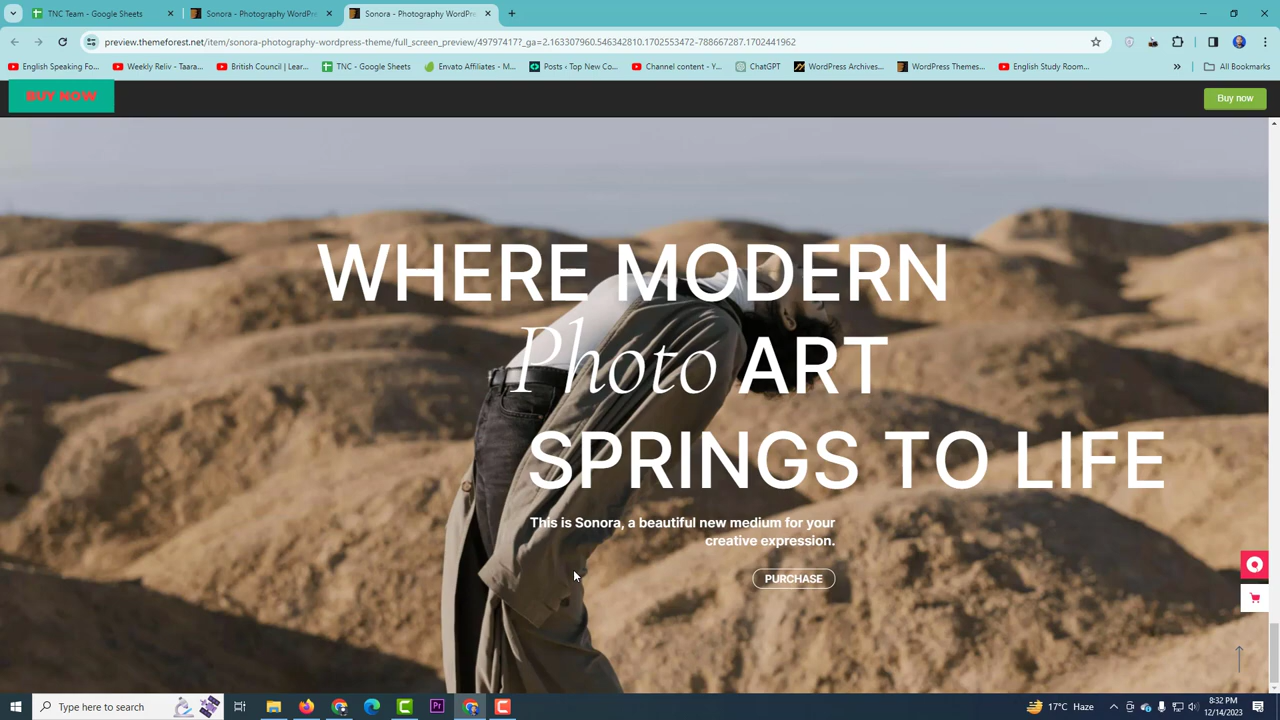 TNC Team - Google Sheets
Sonora - Photography WordPre
Sonora - Photography WordPre
preview.themeforest.net/item/sonora-photography-wordpress-theme/full_screen_preview/49797417?_ga=2.163307960.546342810.1702553472-788667287.1702441962
English Speaking Fo...
Weekly Reliv - Taara...
British Council | Lear...
TNC - Google Sheets
Envato Affiliates - M...
Posts ‹ Top New Co...
Channel content - Y...
ChatGPT
WordPress Archives...
WordPress Themes...
English Study Room...
»
All Bookmarks
BUY NOW
Buy now
WHERE MODERN
Photo ART
SPRINGS TO LIFE
This is Sonora, a beautiful new medium for your
creative expression.
PURCHASE
Type here to search
Pr
17°C Haze
8:32 PM
12/14/2023